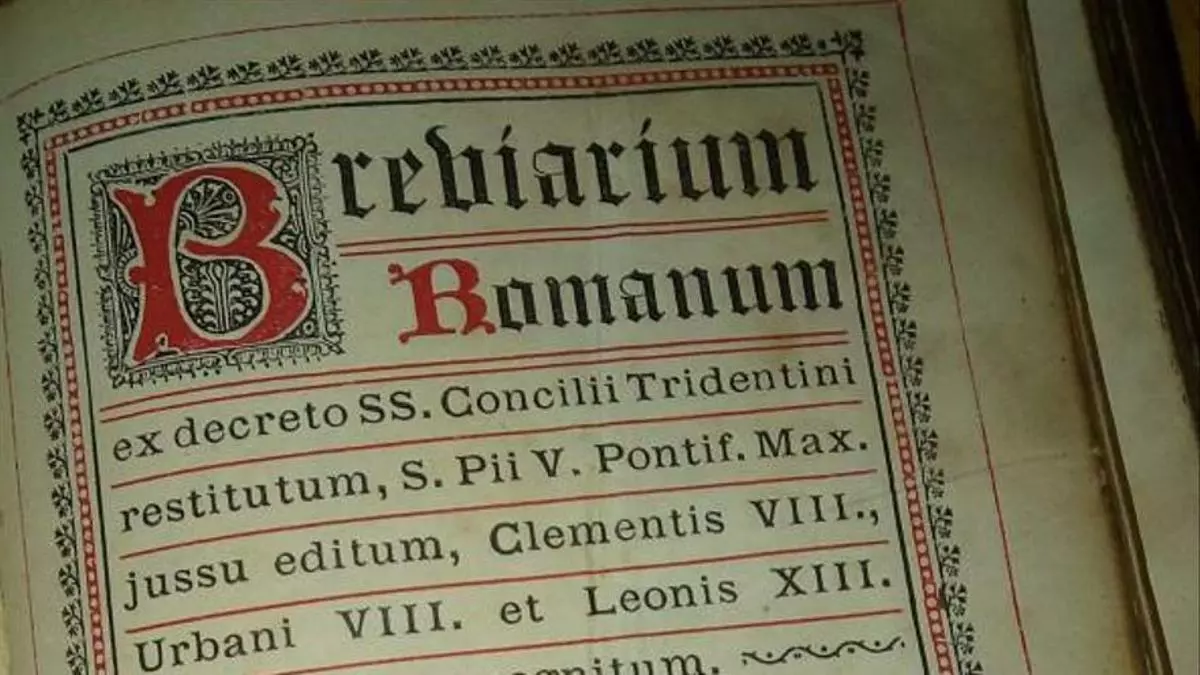 Breviarium
Romanum
ex decreto SS. Concilii Tridentini
restitutum, S. Pii V. Pontif. Max.
jussu editum, Clementis VIII.,
Urbani VIII. et Leonis XIII.